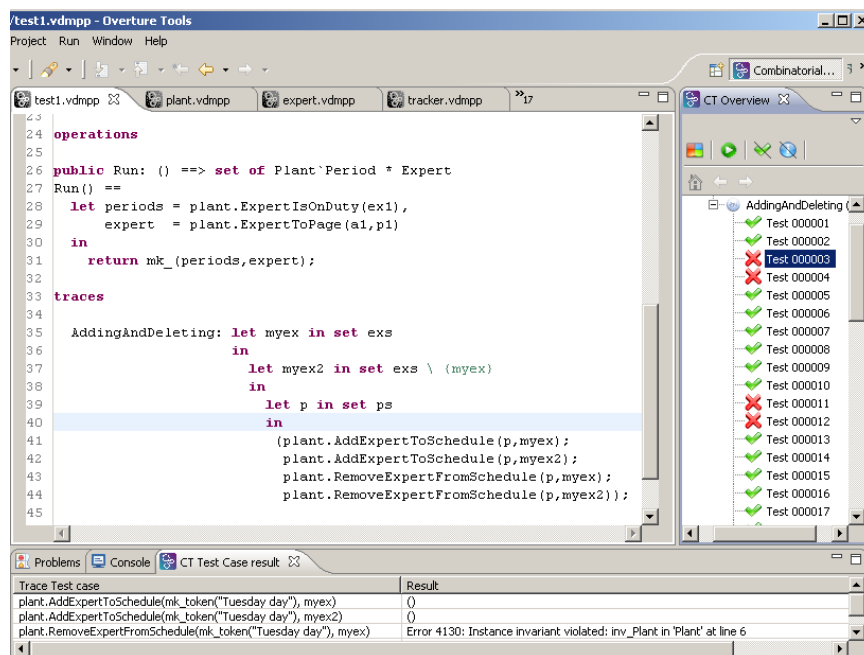 /test1.vdmpp - Overture Tools
Project Run Window Help
Combinatorial...
test1.vdmpp plant.vdmpp expert.vdmpp tracker.vdmpp »17
CT Overview
23
24 operations
25
26 public Run: () ==> set of Plant`Period * Expert
27 Run() ==
28 let periods = plant.ExpertIsOnDuty(ex1),
29 expert = plant.ExpertToPage(a1,p1)
30 in
31 return mk_(periods,expert);
32
33 traces
34
35 AddingAndDeleting: let myex in set exs
36 in
37 let myex2 in set exs \ {myex}
38 in
39 let p in set ps
40 in
41 (plant.AddExpertToSchedule(p,myex);
42 plant.AddExpertToSchedule(p,myex2);
43 plant.RemoveExpertFromSchedule(p,myex);
44 plant.RemoveExpertFromSchedule(p,myex2));
45
AddingAndDeleting (
Test 000001
Test 000002
Test 000003
Test 000004
Test 000005
Test 000006
Test 000007
Test 000008
Test 000009
Test 000010
Test 000011
Test 000012
Test 000013
Test 000014
Test 000015
Test 000016
Test 000017
Problems Console CT Test Case result
Trace Test case Result
plant.AddExpertToSchedule(mk_token("Tuesday day"), myex) ()
plant.AddExpertToSchedule(mk_token("Tuesday day"), myex2) ()
plant.RemoveExpertFromSchedule(mk_token("Tuesday day"), myex) Error 4130: Instance invariant violated: inv_Plant in 'Plant' at line 6